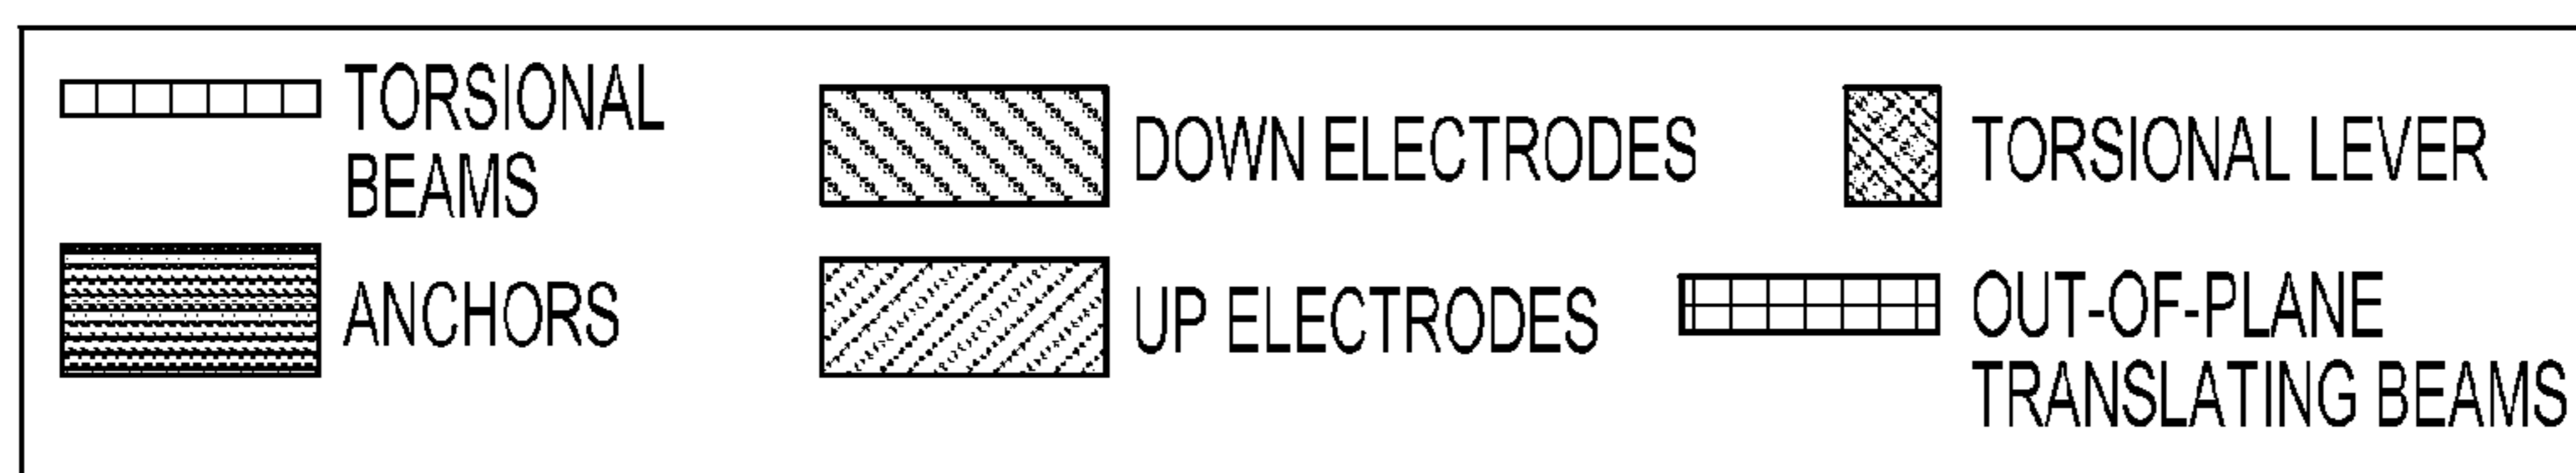 TORSIONAL
BEAMS
ANCHORS
DOWN ELECTRODES
UP ELECTRODES
TORSIONAL LEVER
OUT-OF-PLANE
TRANSLATING BEAMS